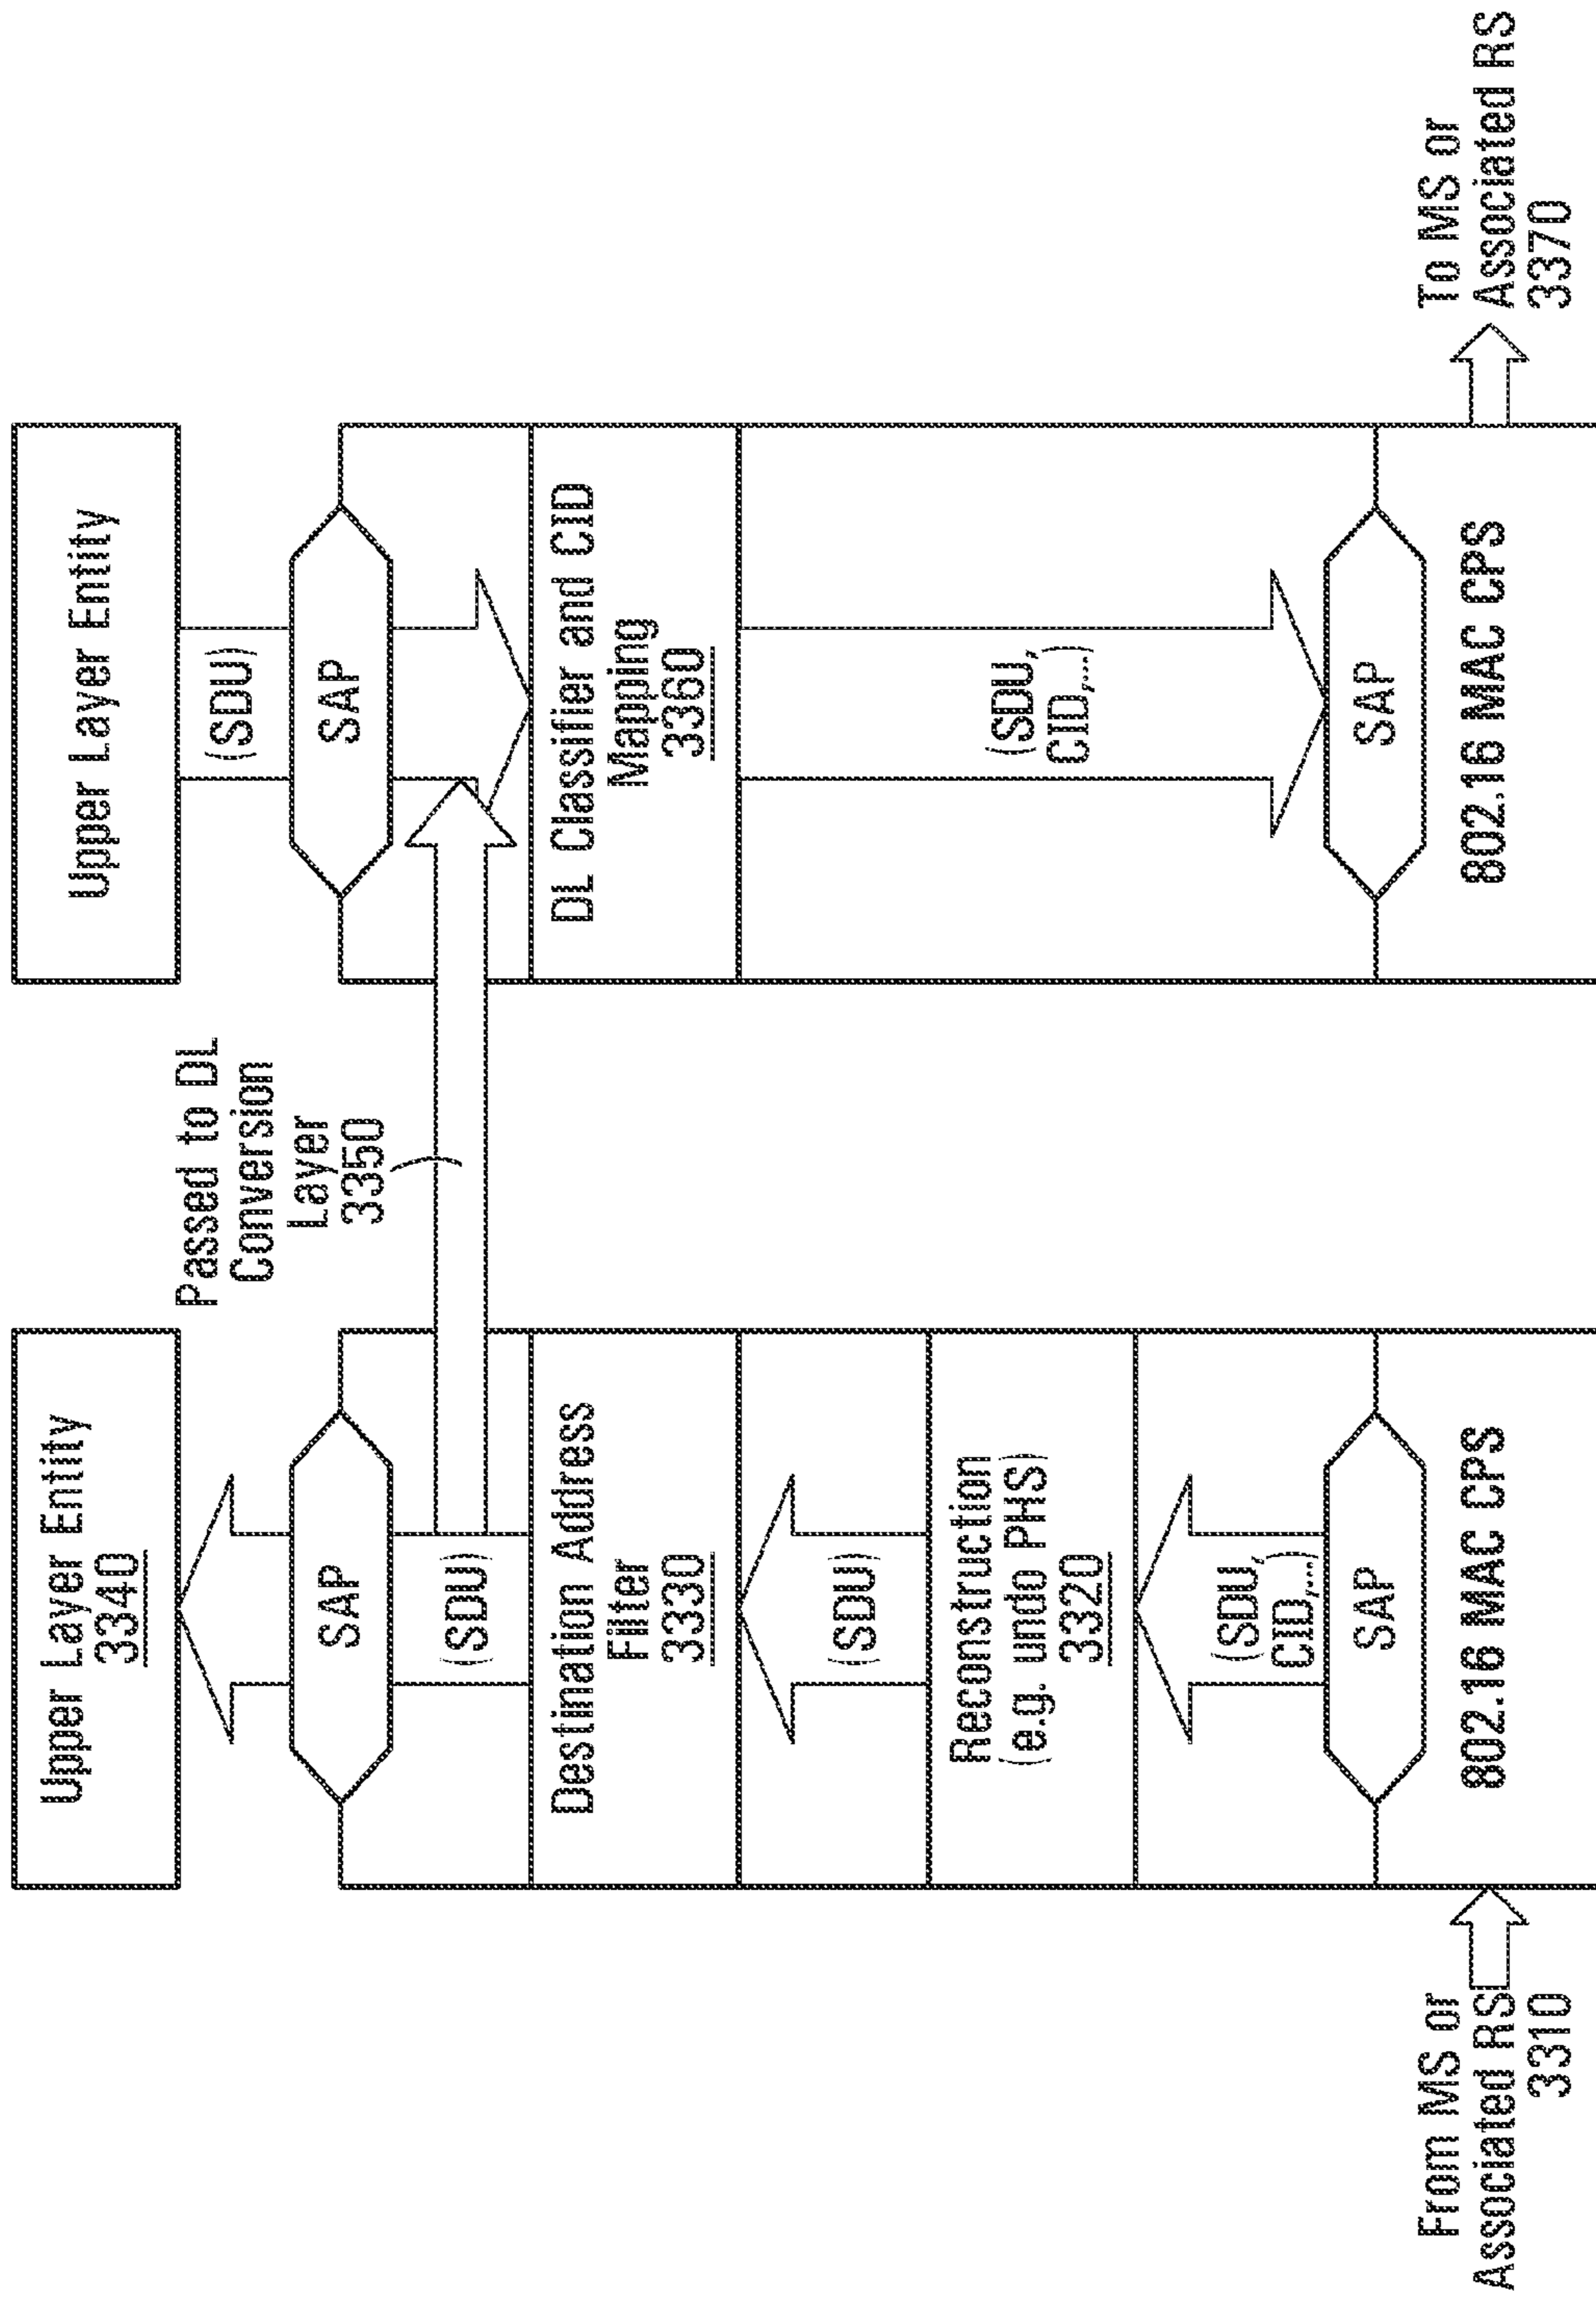 Upper Layer Entity
3340
SAP
(SDU)
Destination Address
Filter
3330
(SDU)
Reconstruction
(e.g. undo PHS)
3320
(SDU,
CID,...)
SAP
802.16 MAC CPS
From MS or
Associated RS
3310
Passed to DL
Conversion
Layer
3350
Upper Layer Entity
(SDU)
SAP
DL Classifier and CID
Mapping
3360
(SDU,
CID,...)
SAP
802.16 MAC CPS
To MS or
Associated RS
3370